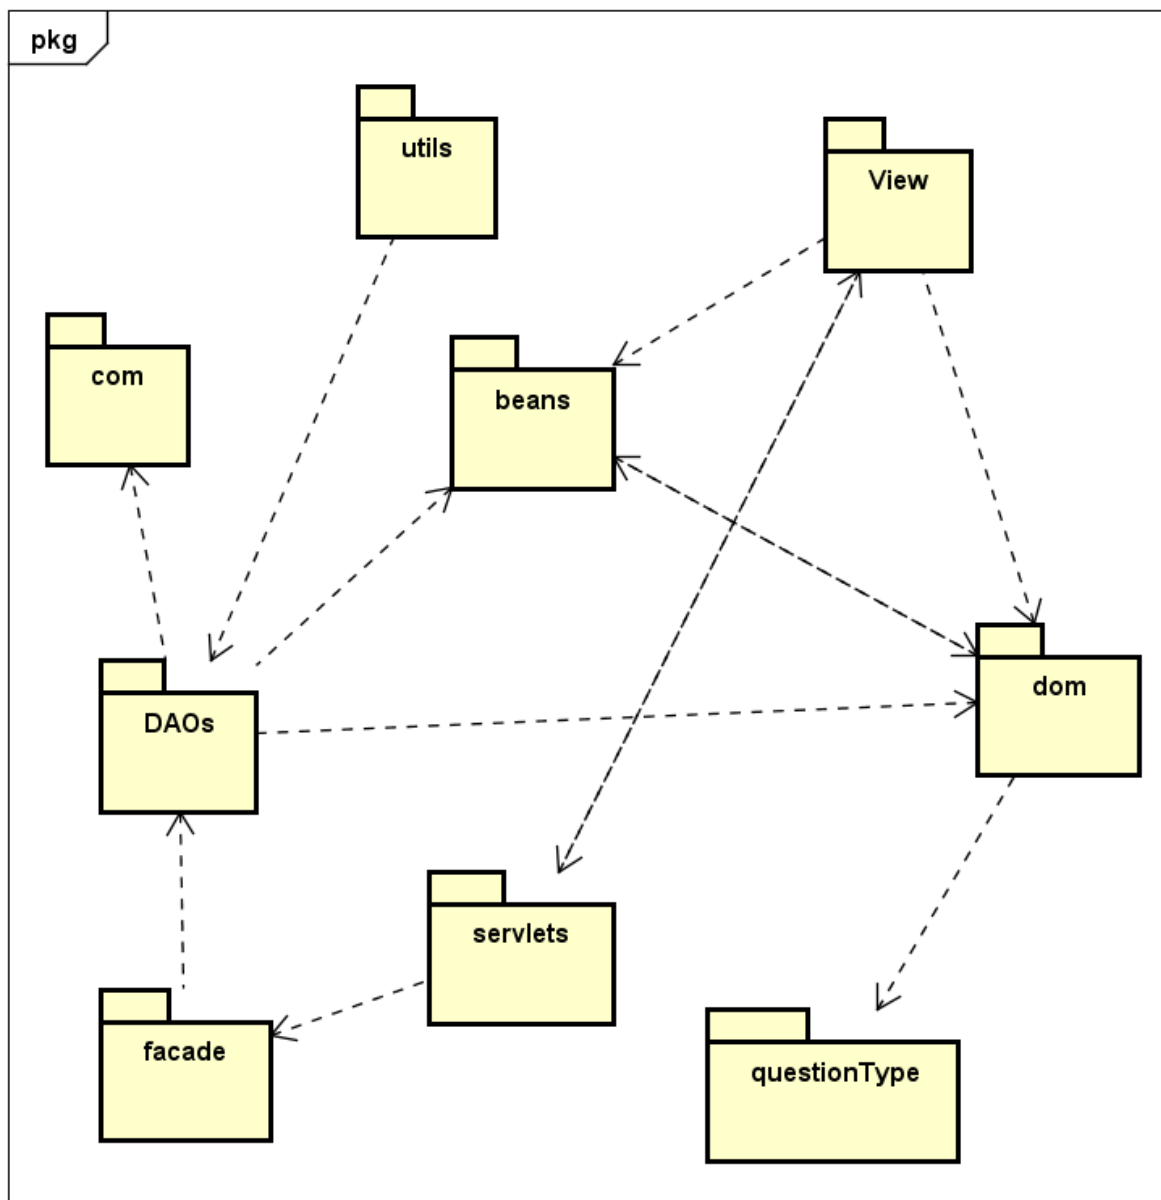 pkg
utils
View
com
beans
dom
DAOs
servlets
facade
questionType